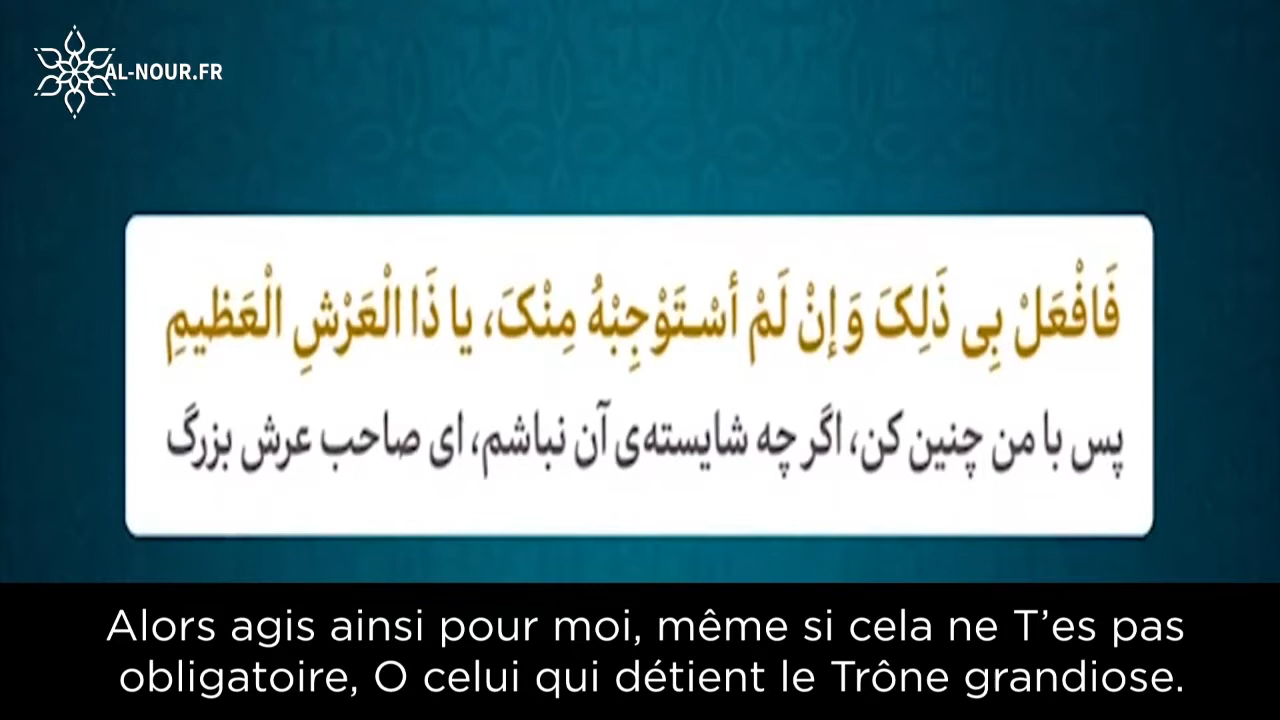 AL-NOUR.FR
فَافْعَلْ بِی ذَلِکَ وَ إِنْ لَمْ أَسْتَوْجِبْهُ مِنْکَ، یا ذَا الْعَرْشِ الْعَظیمِ
پس با من چنین کن، اگر چه شایسته‌ی آن نباشم، ای صاحب عرش بزرگ
Alors agis ainsi pour moi, même si cela ne T’es pas
obligatoire, O celui qui détient le Trône grandiose.